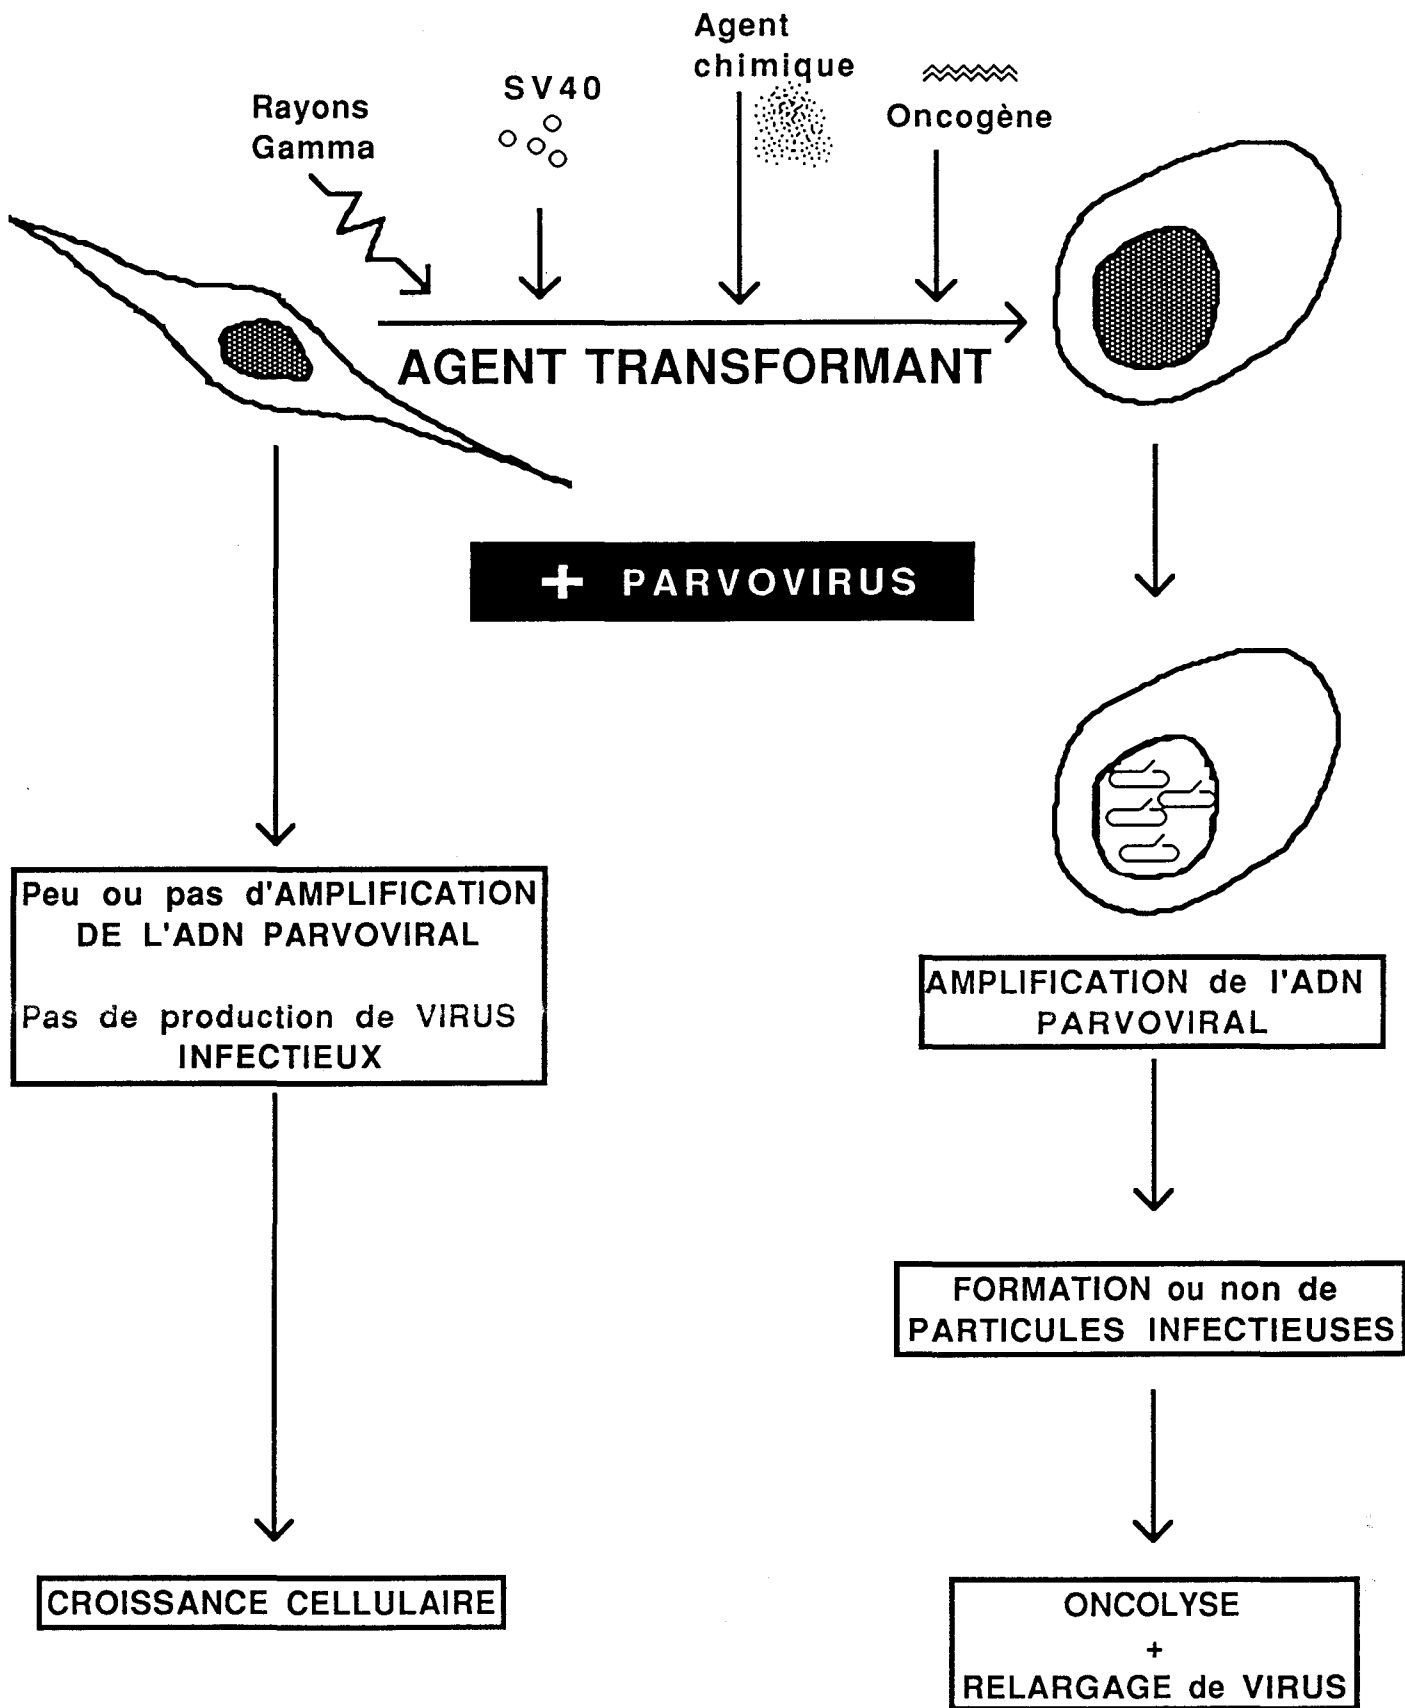 Agent
chimique
SV40
Rayons
Gamma
Oncogène
AGENT TRANSFORMANT
+ PARVOVIRUS
Peu ou pas d'AMPLIFICATION
DE L'ADN PARVOVIRAL
Pas de production de VIRUS
INFECTIEUX
AMPLIFICATION de l'ADN
PARVOVIRAL
FORMATION ou non de
PARTICULES INFECTIEUSES
CROISSANCE CELLULAIRE
ONCOLYSE
+
RELARGAGE de VIRUS